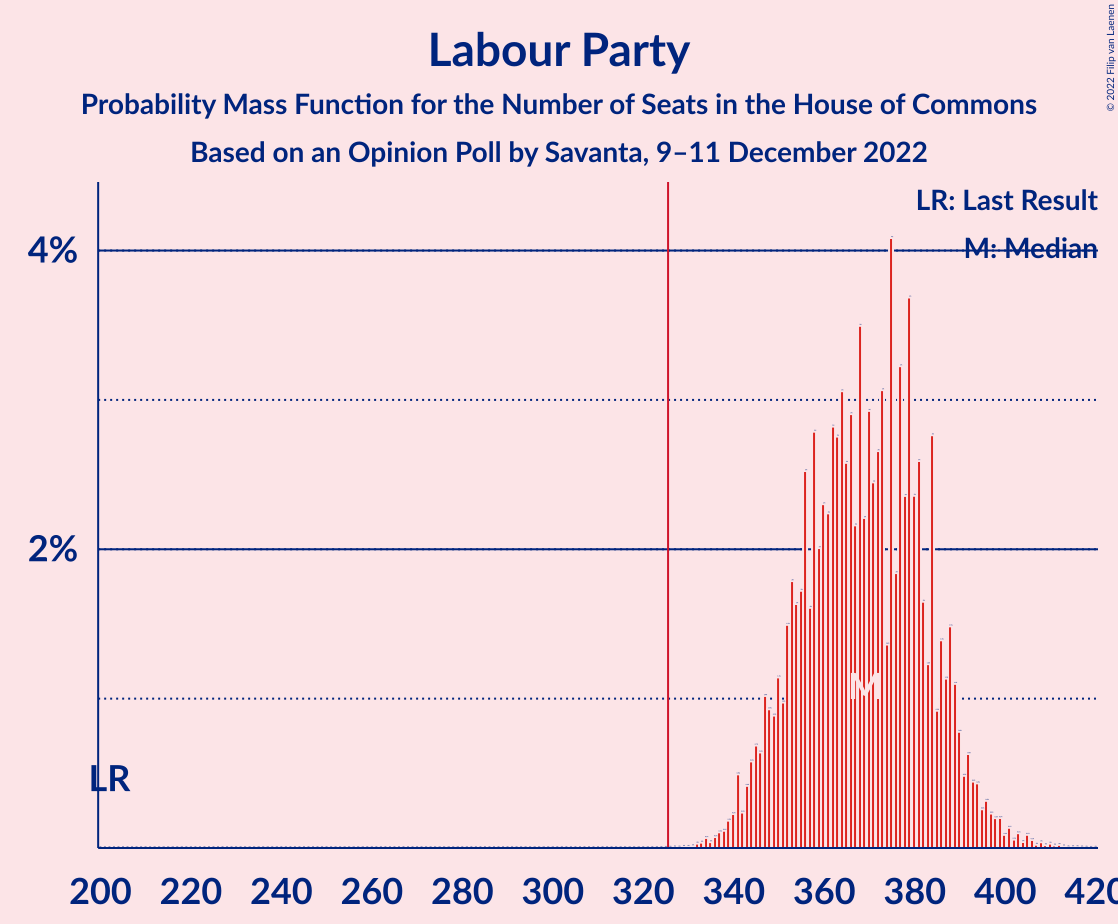 Labour Party
Probability Mass Function for the Number of Seats in the House of Commons
Based on an Opinion Poll by Savanta, 9–11 December 2022
© 2022 Filip van Laenen
LR: Last Result
M: Median
4%
2%
M
LR
200 220 240 260 280 300 320 340 360 380 400 420